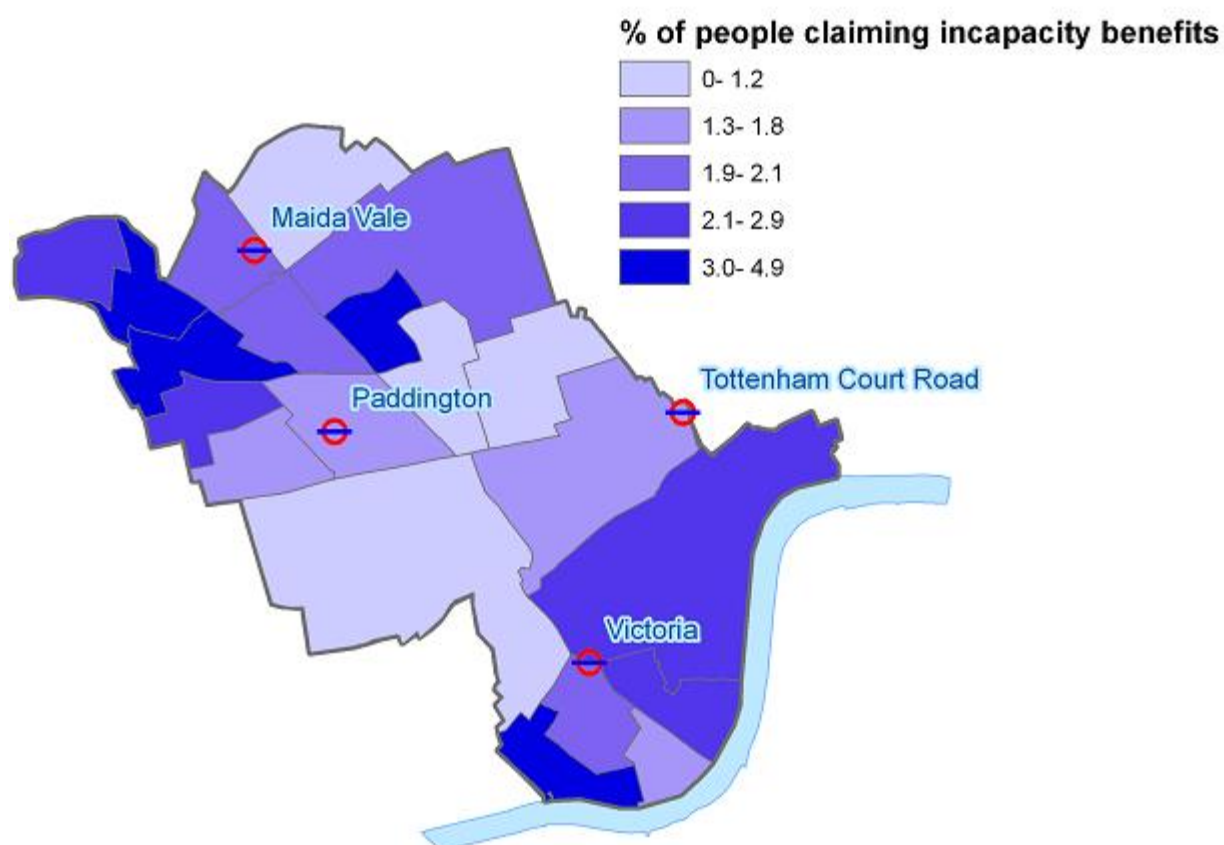 % of people claiming incapacity benefits
0- 1.2
1.3- 1.8
1.9- 2.1
2.1- 2.9
3.0- 4.9
Maida Vale
Tottenham Court Road
Paddington
Victoria